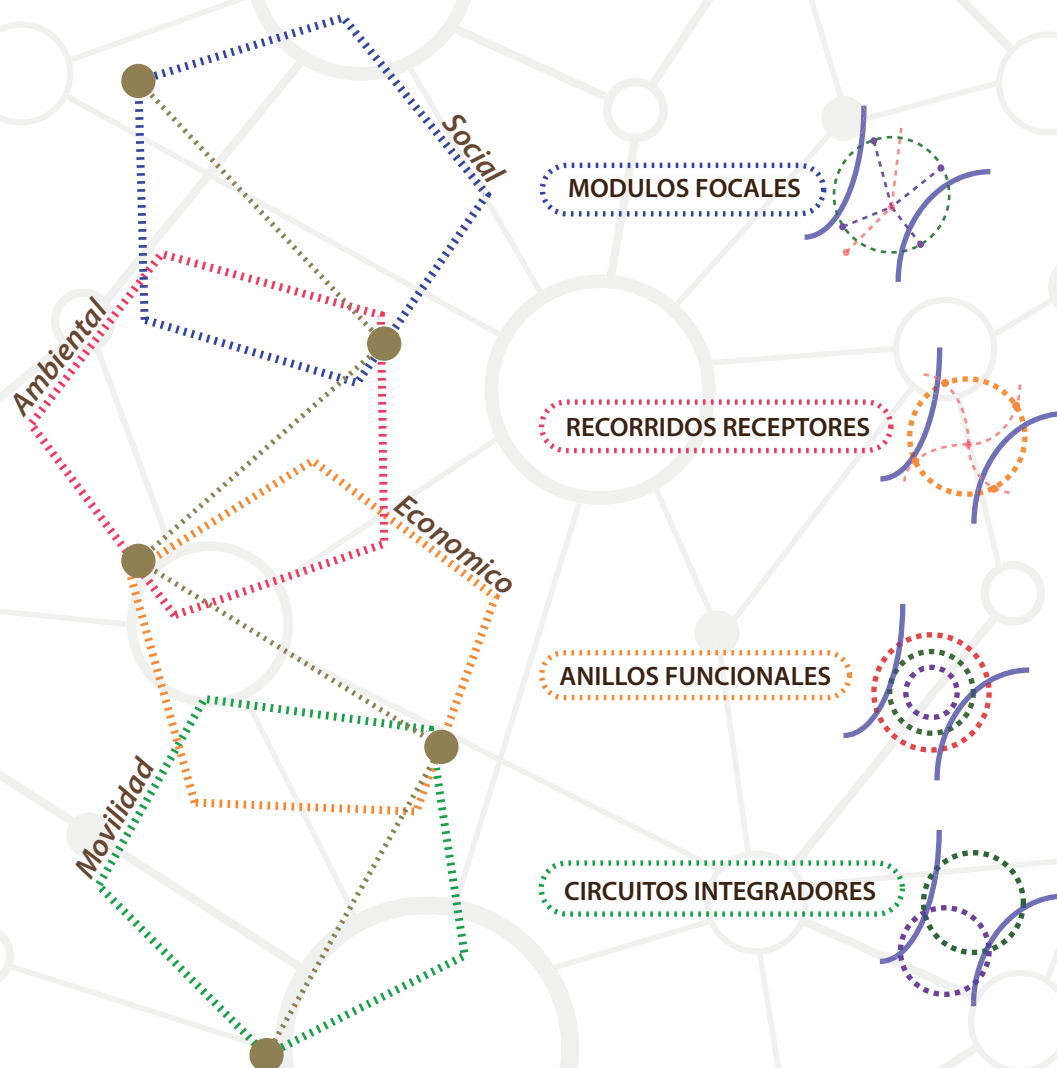 Social
MODULOS FOCALES
Ambiental
RECORRIDOS RECEPTORES
Economico
ANILLOS FUNCIONALES
Movilidad
CIRCUITOS INTEGRADORES